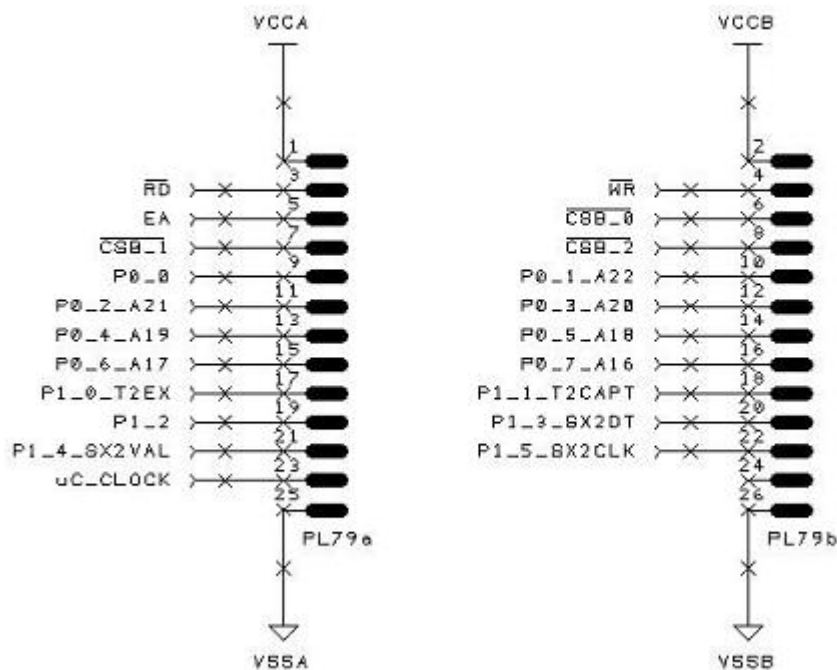 VCCA VCCB
1 2
3 4
RD WR
5 6
EA CSB_0
7 8
CSB_1 CSB_2
9 10
P0_0 P0_1_A22
11 12
P0_2_A21 P0_3_A20
13 14
P0_4_A19 P0_5_A18
15 16
P0_6_A17 P0_7_A16
17 18
P1_0_T2EX P1_1_T2CAPT
19 20
P1_2 P1_3_SX2DT
21 22
P1_4_SX2VAL P1_5_SX2CLK
23 24
uC_CLOCK
25 26
PL79a PL79b
VSSA VSSB